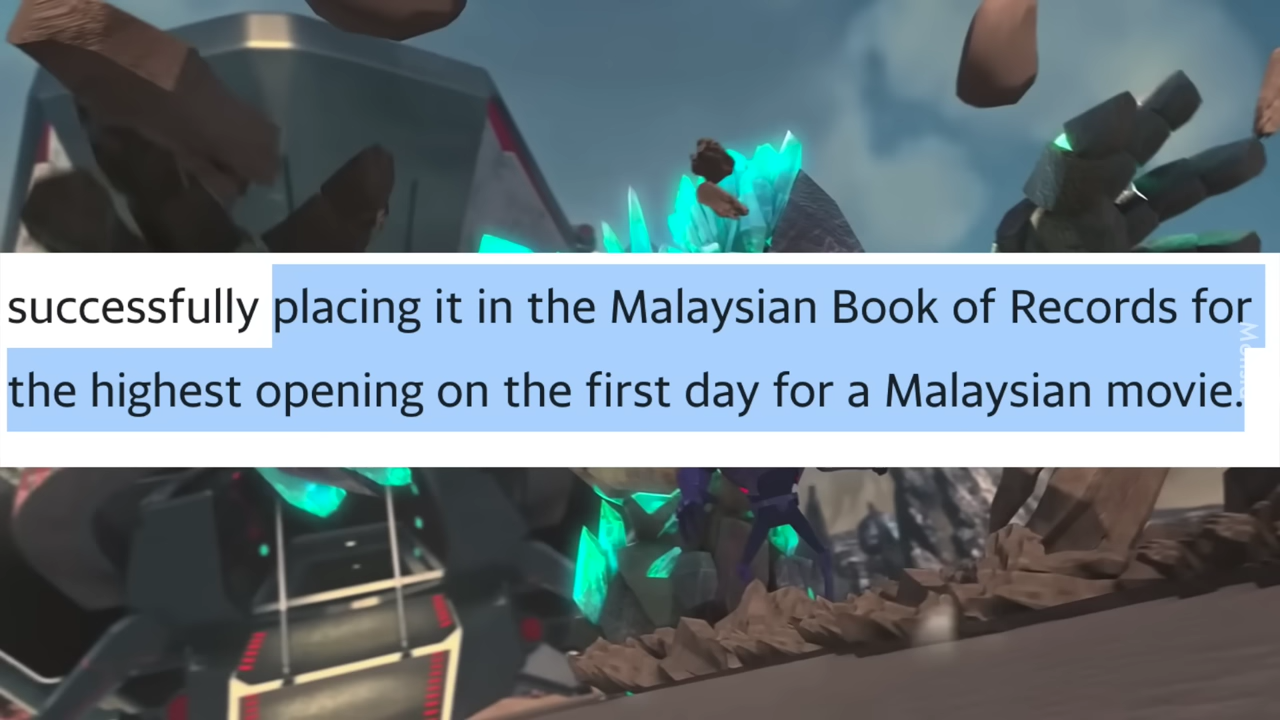 successfully placing it in the Malaysian Book of Records for
the highest opening on the first day for a Malaysian movie.